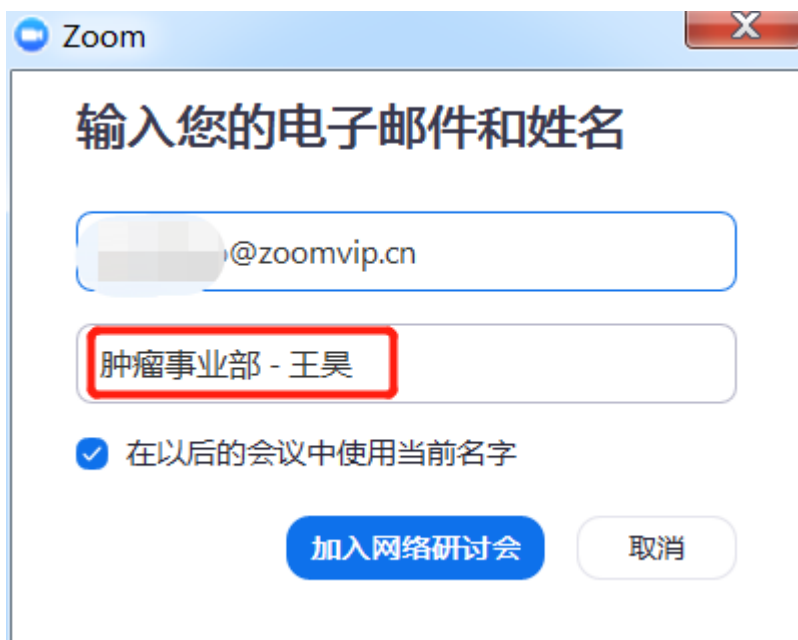 Zoom
输入您的电子邮件和姓名
@zoomvip.cn
肿瘤事业部 - 王昊
在以后的会议中使用当前名字
加入网络研讨会 取消